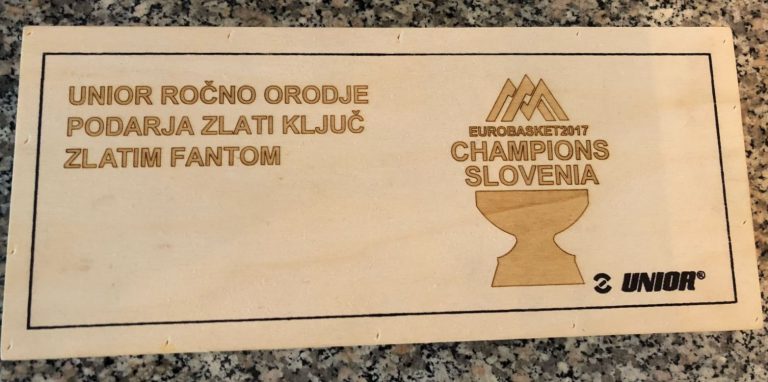 UNIOR ROČNO ORODJE
PODARJA ZLATI KLJUČ
ZLATIM FANTOM
EUROBASKET2017
CHAMPIONS
SLOVENIA
UNIOR®